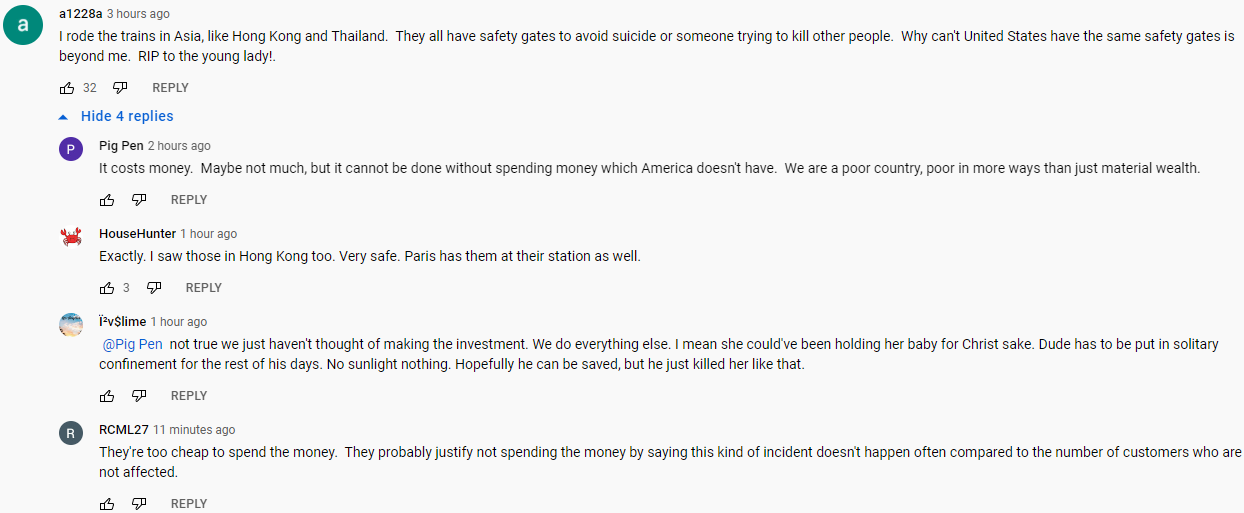 a
a1228a 3 hours ago
I rode the trains in Asia, like Hong Kong and Thailand.  They all have safety gates to avoid suicide or someone trying to kill other people.  Why can't United States have the same safety gates is
beyond me.  RIP to the young lady!.
32 REPLY
Hide 4 replies
P
Pig Pen 2 hours ago
It costs money.  Maybe not much, but it cannot be done without spending money which America doesn't have.  We are a poor country, poor in more ways than just material wealth.
REPLY
HouseHunter 1 hour ago
Exactly. I saw those in Hong Kong too. Very safe. Paris has them at their station as well.
3 REPLY
Ï²v$lime 1 hour ago
@Pig Pen  not true we just haven't thought of making the investment. We do everything else. I mean she could've been holding her baby for Christ sake. Dude has to be put in solitary
confinement for the rest of his days. No sunlight nothing. Hopefully he can be saved, but he just killed her like that.
REPLY
R
RCML27 11 minutes ago
They're too cheap to spend the money.  They probably justify not spending the money by saying this kind of incident doesn't happen often compared to the number of customers who are
not affected.
REPLY